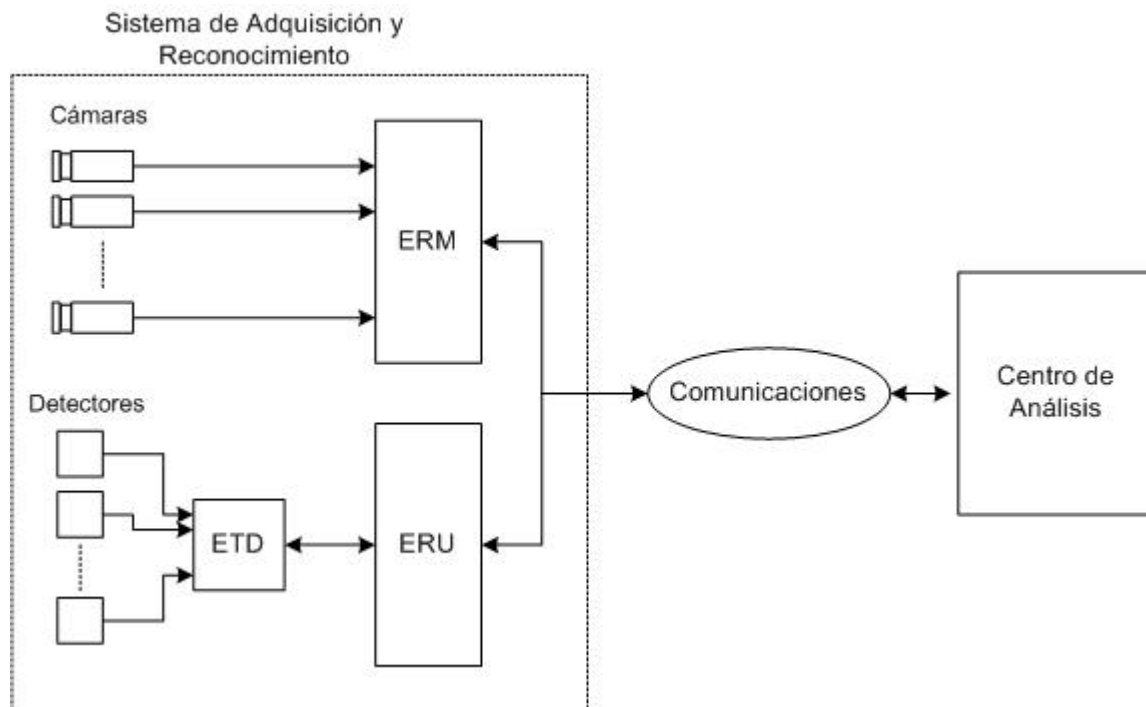 Sistema de Adquisición y
Reconocimiento
Cámaras
ERM
Comunicaciones
Centro de
Análisis
Detectores
ETD
ERU